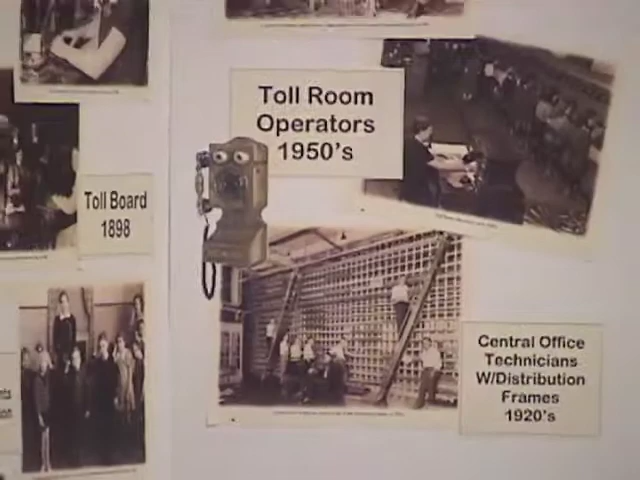 Toll Room
Operators
1950's
Toll Board
1898
Central Office
Technicians
W/Distribution
Frames
1920's